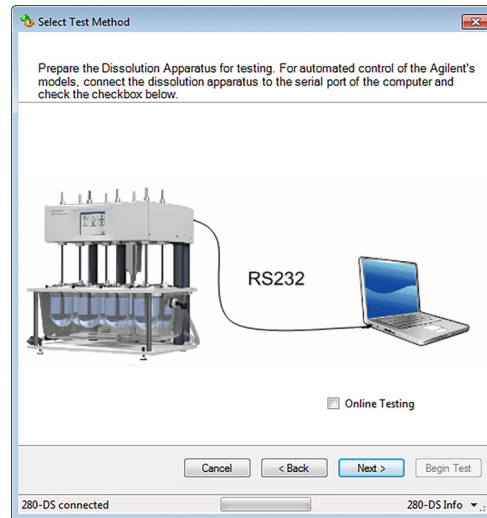 Select Test Method
Prepare the Dissolution Apparatus for testing. For automated control of the Agilent's
models, connect the dissolution apparatus to the serial port of the computer and
check the checkbox below.
RS232
Online Testing
Cancel
< Back
Next >
Begin Test
280-DS connected
280-DS Info